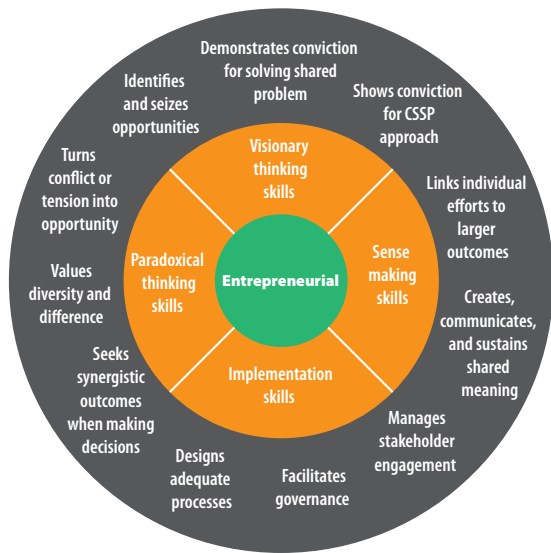 Demonstrates conviction
for solving shared
problem
Shows conviction
for CSSP
approach
Links individual
efforts to
larger
outcomes
Creates,
communicates,
and sustains
shared
meaning
Manages
stakeholder
engagement
Facilitates
governance
Designs
adequate
processes
Seeks
synergistic
outcomes
when making
decisions
Values
diversity and
difference
Turns
conflict or
tension into
opportunity
Identifies
and seizes
opportunities
Visionary
thinking
skills
Sense
making
skills
Implementation
skills
Paradoxical
thinking
skills
Entrepreneurial